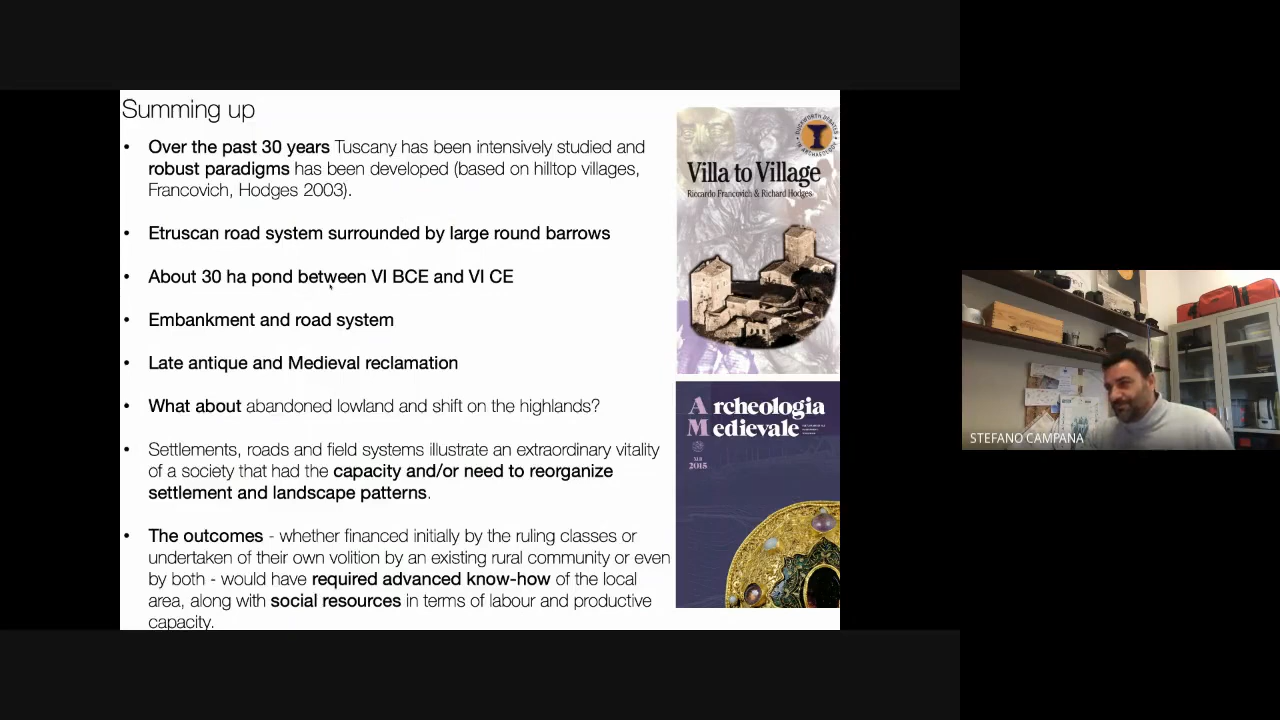 Summing up
• Over the past 30 years Tuscany has been intensively studied and
robust paradigms has been developed (based on hilltop villages,
Francovich, Hodges 2003).
• Etruscan road system surrounded by large round barrows
• About 30 ha pond between VI BCE and VI CE
• Embankment and road system
• Late antique and Medieval reclamation
• What about abandoned lowland and shift on the highlands?
• Settlements, roads and field systems illustrate an extraordinary vitality
of a society that had the capacity and/or need to reorganize
settlement and landscape patterns.
• The outcomes - whether financed initially by the ruling classes or
undertaken of their own volition by an existing rural community or even
by both - would have required advanced know-how of the local
area, along with social resources in terms of labour and productive
capacity.
DUCKWORTH DEBATES
IN ARCHAEOLOGY
Villa to Village
Riccardo Francovich & Richard Hodges
Archeologia
Medievale
XLII
2015
STEFANO CAMPANA